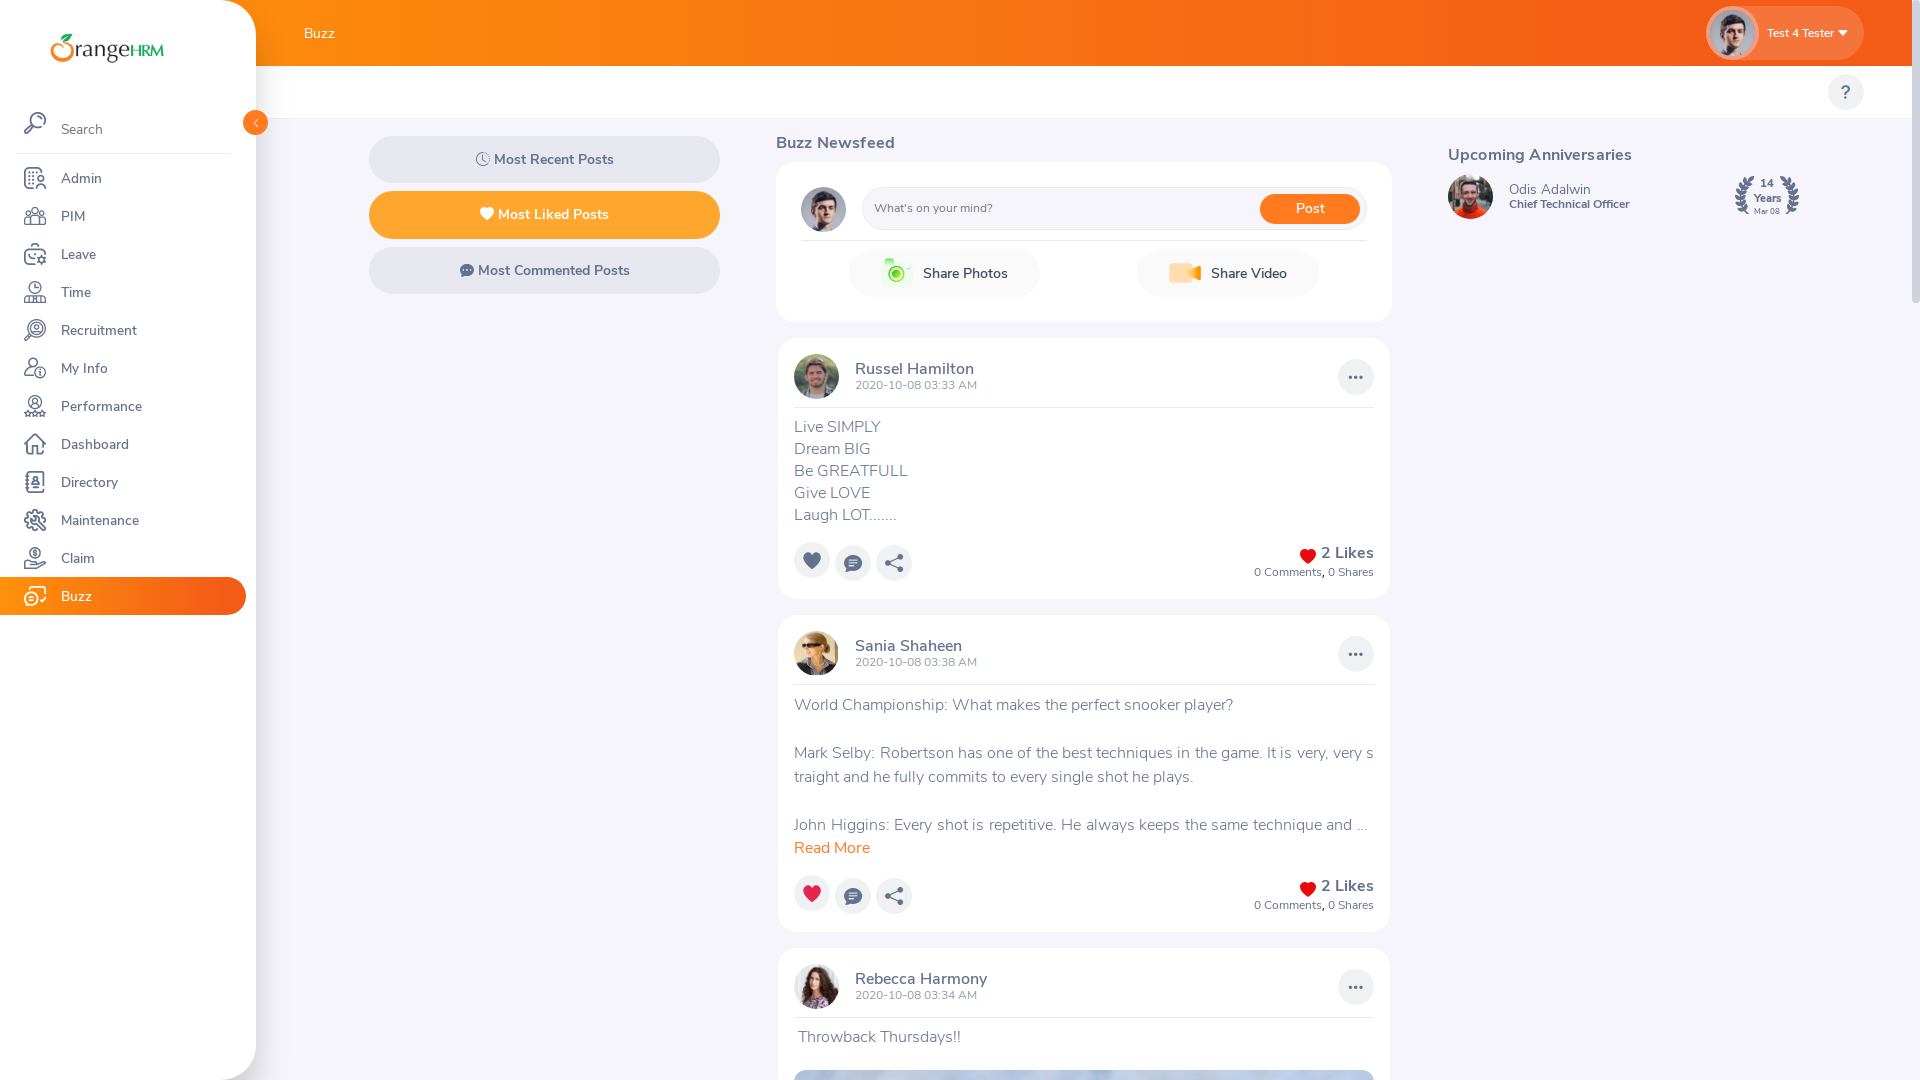 OrangeHRM
Search
Admin
PIM
Leave
Time
Recruitment
My Info
Performance
Dashboard
Directory
Maintenance
Claim
Buzz
Buzz
Test 4 Tester
?
Most Recent Posts
Most Liked Posts
Most Commented Posts
Buzz Newsfeed
What's on your mind?
Post
Share Photos
Share Video
Russel Hamilton
2020-10-08 03:33 AM
Live SIMPLY
Dream BIG
Be GREATFULL
Give LOVE
Laugh LOT.......
2 Likes
0 Comments, 0 Shares
Sania Shaheen
2020-10-08 03:38 AM
World Championship: What makes the perfect snooker player?
Mark Selby: Robertson has one of the best techniques in the game. It is very, very s
traight and he fully commits to every single shot he plays.
John Higgins: Every shot is repetitive. He always keeps the same technique and ...
Read More
2 Likes
0 Comments, 0 Shares
Rebecca Harmony
2020-10-08 03:34 AM
Throwback Thursdays!!
Upcoming Anniversaries
Odis Adalwin
Chief Technical Officer
14
Years
Mar 08